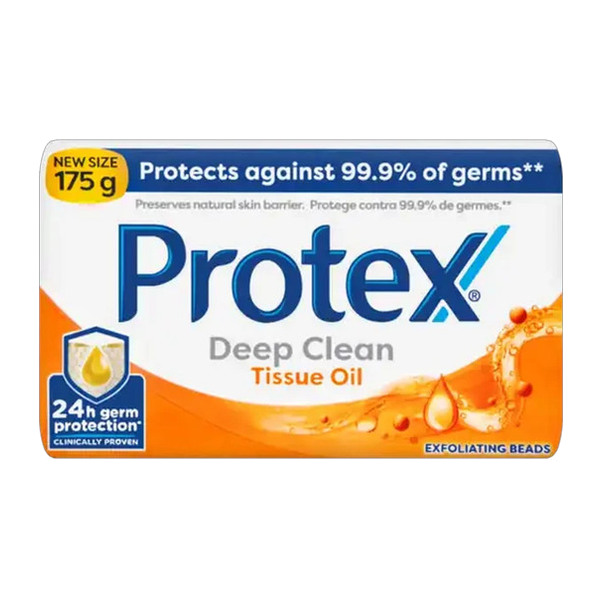 NEW SIZE
175 g
Protects against 99.9% of germs**
Preserves natural skin barrier. Protege contra 99.9% de germes.**
Protex®
Deep Clean
Tissue Oil
24h germ
protection*
CLINICALLY PROVEN
EXFOLIATING BEADS